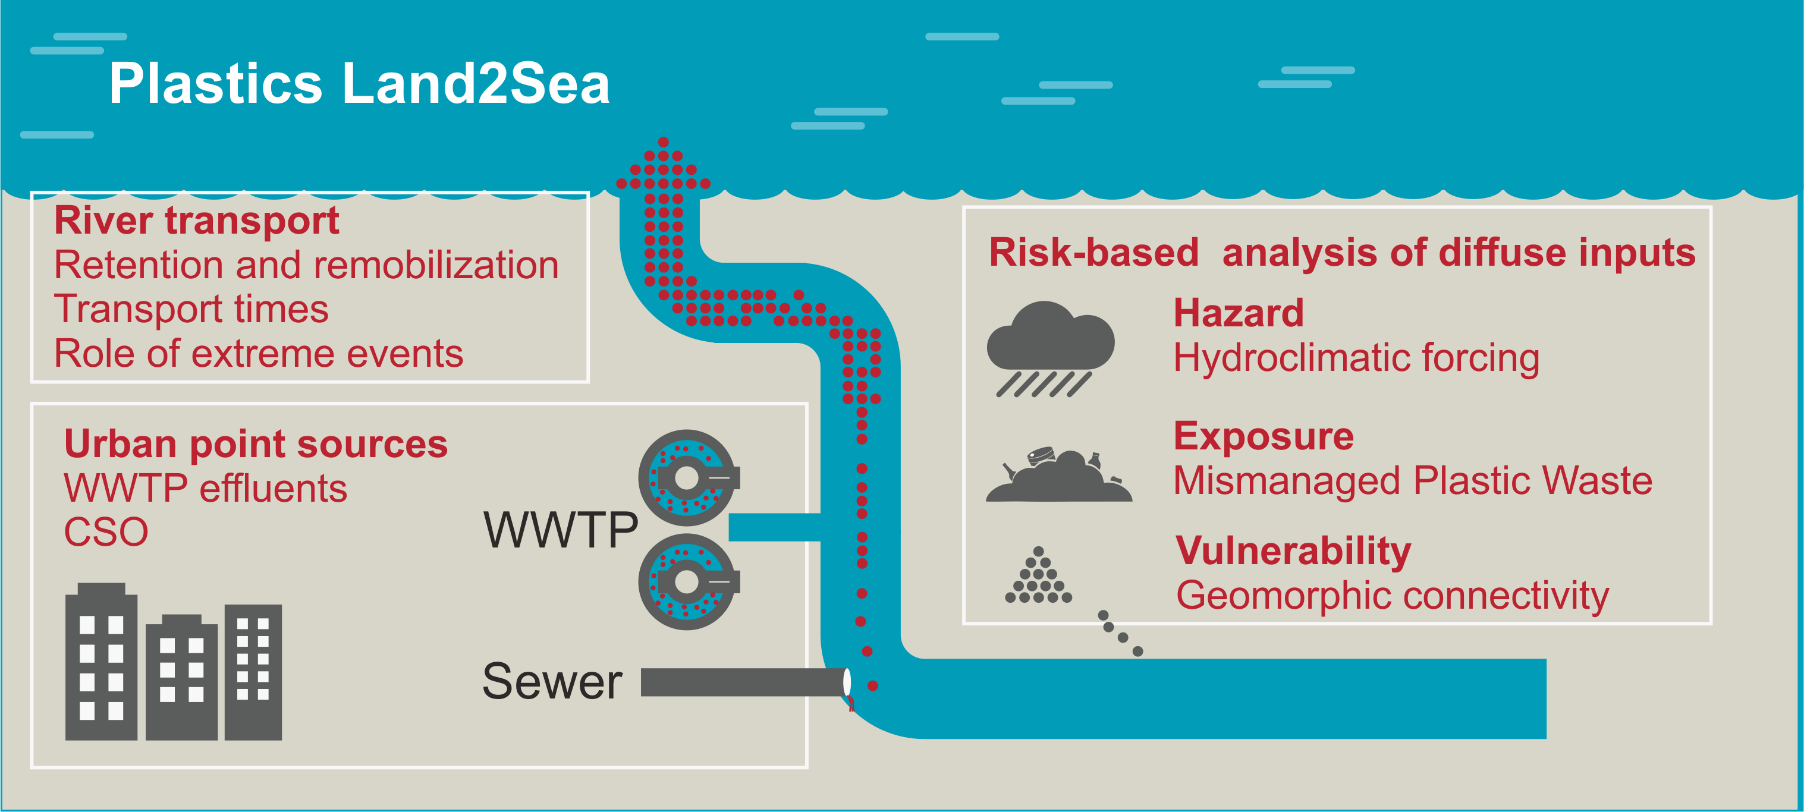 Plastics Land2Sea
River transport
Retention and remobilization
Transport times
Role of extreme events
Urban point sources
WWTP effluents
CSO
WWTP
Sewer
Risk-based analysis of diffuse inputs
Hazard
Hydroclimatic forcing
Exposure
Mismanaged Plastic Waste
Vulnerability
Geomorphic connectivity